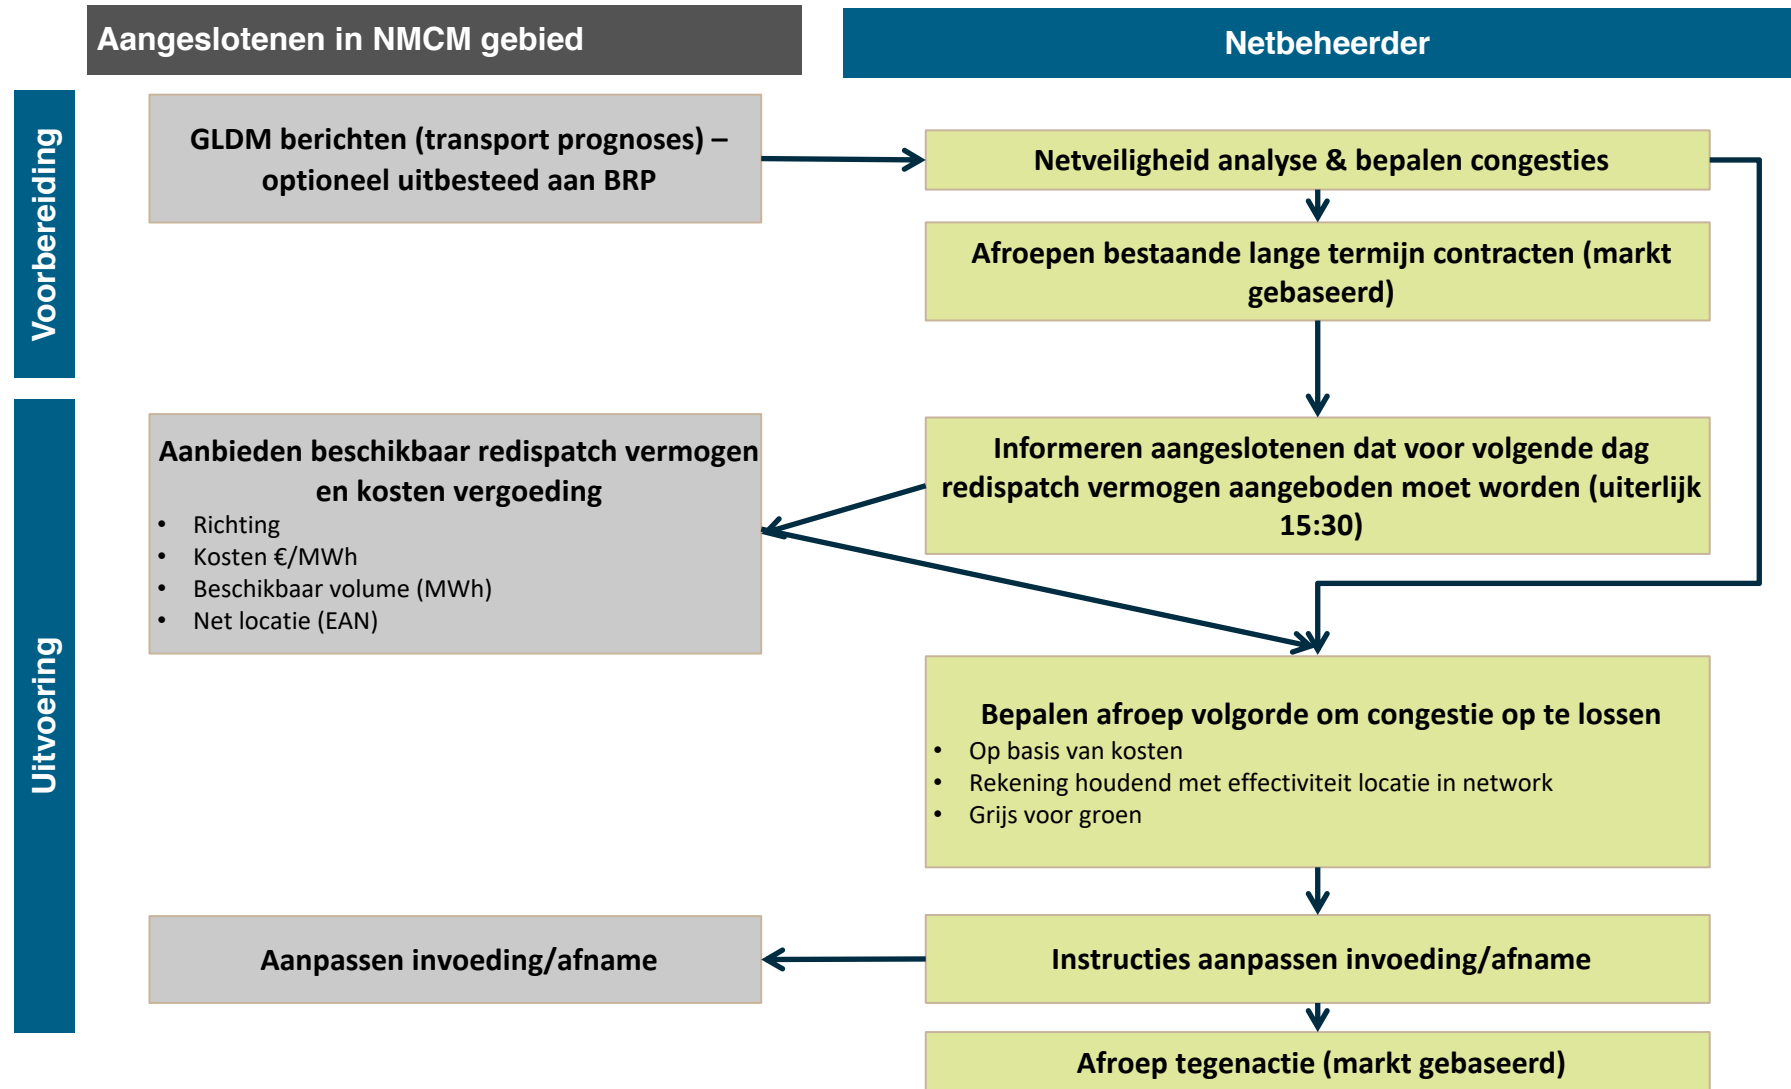 Aangeslotenen in NMCM gebied
Netbeheerder
Voorbereiding
GLDM berichten (transport prognoses) –
optioneel uitbesteed aan BRP
Netveiligheid analyse & bepalen congesties
Afroepen bestaande lange termijn contracten (markt
gebaseerd)
Uitvoering
Aanbieden beschikbaar redispatch vermogen
en kosten vergoeding
• Richting
• Kosten €/MWh
• Beschikbaar volume (MWh)
• Net locatie (EAN)
Informeren aangeslotenen dat voor volgende dag
redispatch vermogen aangeboden moet worden (uiterlijk
15:30)
Bepalen afroep volgorde om congestie op te lossen
• Op basis van kosten
• Rekening houdend met effectiviteit locatie in network
• Grijs voor groen
Aanpassen invoeding/afname
Instructies aanpassen invoeding/afname
Afroep tegenactie (markt gebaseerd)